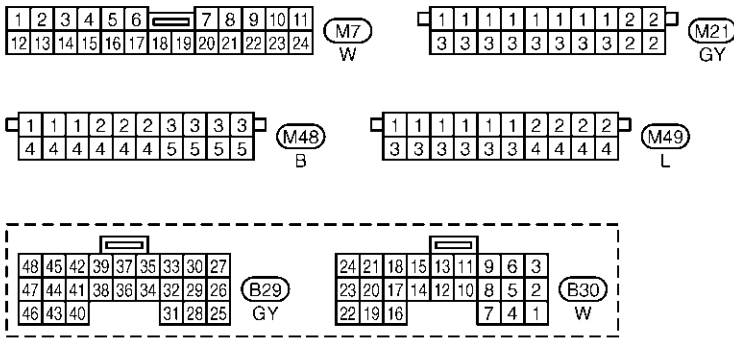 1 2 3 4 5 6 7 8 9 10 11
12 13 14 15 16 17 18 19 20 21 22 23 24
M7
W
1 1 1 1 1 1 1 1 2 2
3 3 3 3 3 3 3 3 2 2
M21
GY
1 1 1 2 2 2 3 3 3 3
4 4 4 4 4 4 5 5 5 5
M48
B
1 1 1 1 1 1 2 2 2 2
3 3 3 3 3 3 4 4 4 4
M49
L
48 45 42 39 37 35 33 30 27
47 44 41 38 36 34 32 29 26
46 43 40 31 28 25
B29
GY
24 21 18 15 13 11 9 6 3
23 20 17 14 12 10 8 5 2
22 19 16 7 4 1
B30
W